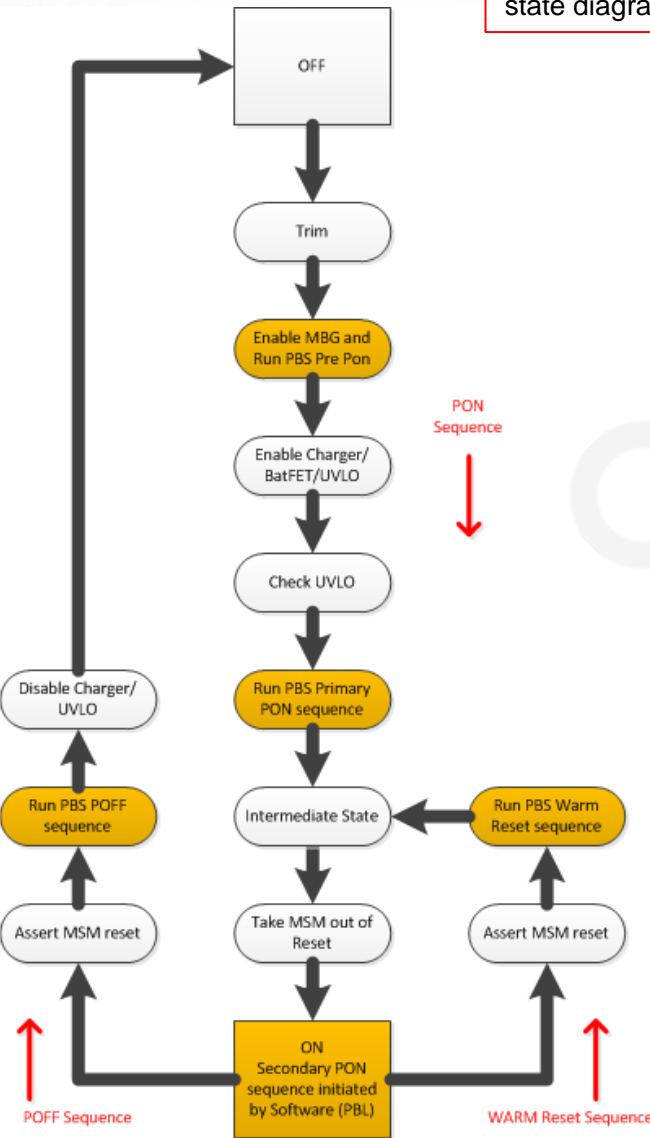 state diagra
OFF
Trim
Enable MBG and
Run PBS Pre Pon
PON
Sequence
Enable Charger/
BatFET/UVLO
Check UVLO
Disable Charger/
UVLO
Run PBS Primary
PON sequence
Run PBS POFF
sequence
Intermediate State
Run PBS Warm
Reset sequence
Assert MSM reset
Take MSM out of
Reset
Assert MSM reset
ON
Secondary PON
sequence initiated
by Software (PBL)
POFF Sequence
WARM Reset Sequence